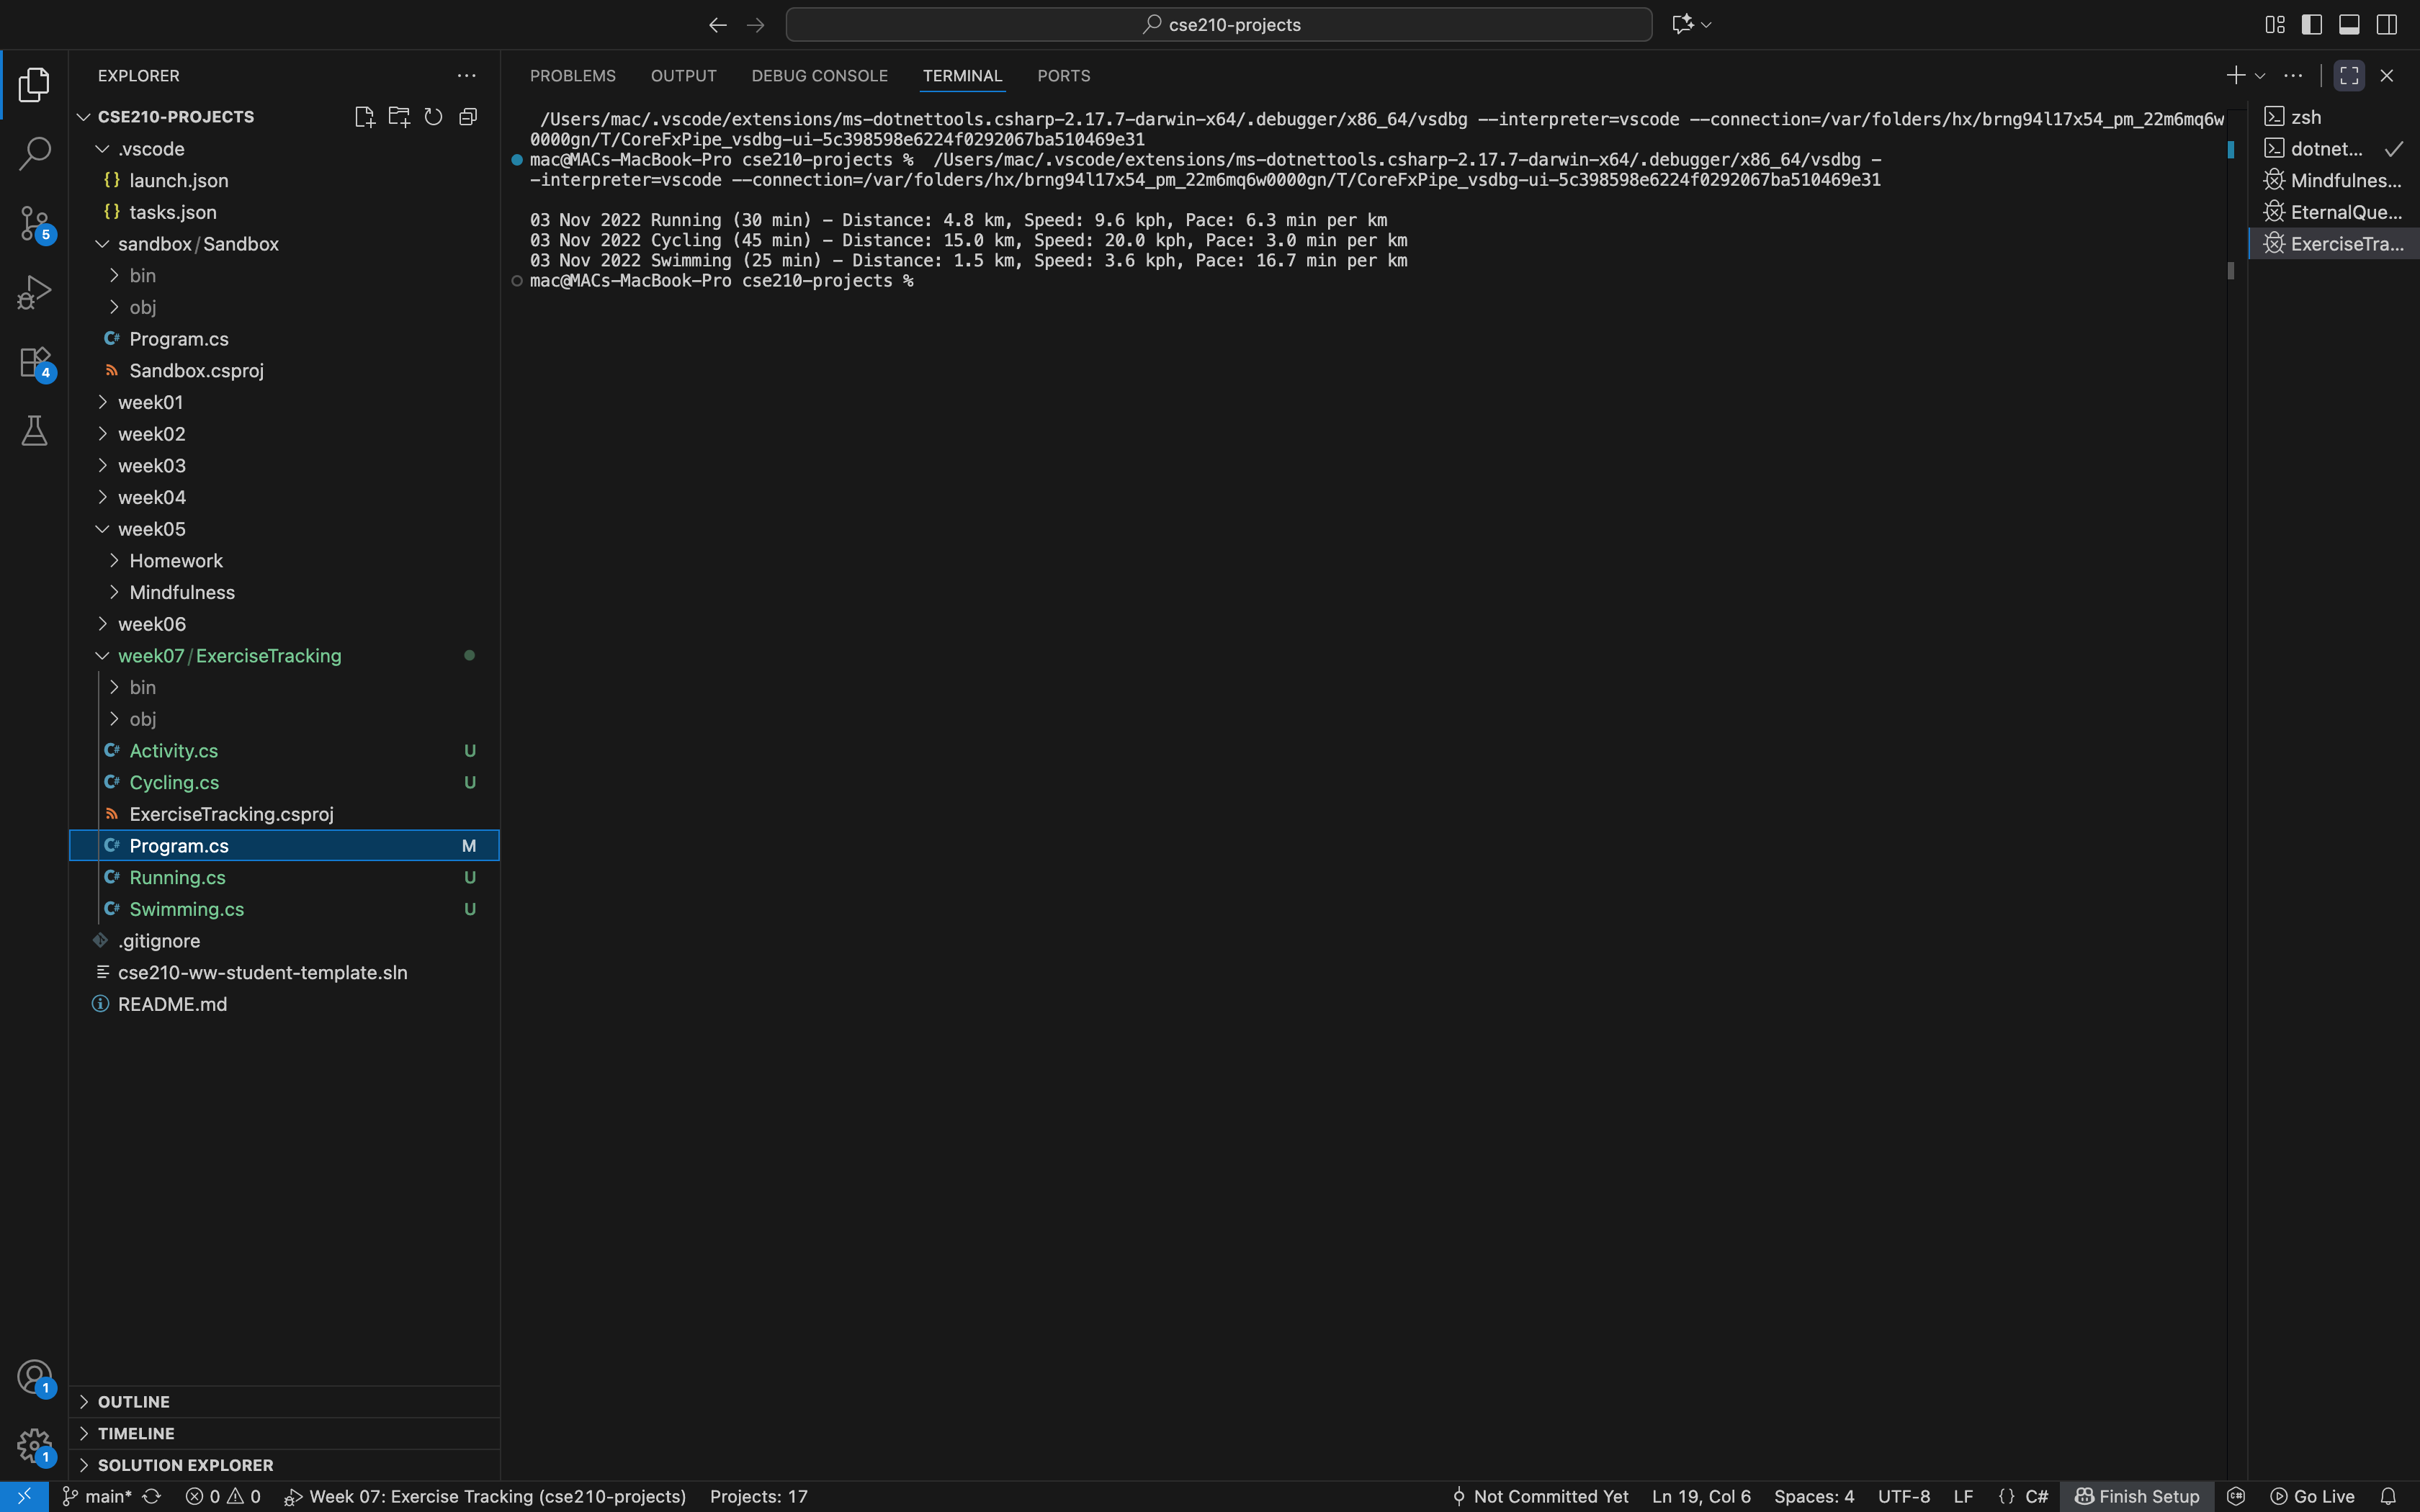 cse210-projects
EXPLORER
CSE210-PROJECTS
.vscode
{} launch.json
{} tasks.json
sandbox/Sandbox
bin
obj
C# Program.cs
Sandbox.csproj
week01
week02
week03
week04
week05
Homework
Mindfulness
week06
week07/ExerciseTracking
bin
obj
C# Activity.cs U
C# Cycling.cs U
ExerciseTracking.csproj
C# Program.cs M
C# Running.cs U
C# Swimming.cs U
.gitignore
cse210-ww-student-template.sln
README.md
OUTLINE
TIMELINE
SOLUTION EXPLORER
5
4
1
1
PROBLEMS OUTPUT DEBUG CONSOLE TERMINAL PORTS
/Users/mac/.vscode/extensions/ms-dotnettools.csharp-2.17.7-darwin-x64/.debugger/x86_64/vsdbg --interpreter=vscode --connection=/var/folders/hx/brng94l17x54_pm_22m6mq6w
0000gn/T/CoreFxPipe_vsdbg-ui-5c398598e6224f0292067ba510469e31
mac@MACs-MacBook-Pro cse210-projects %  /Users/mac/.vscode/extensions/ms-dotnettools.csharp-2.17.7-darwin-x64/.debugger/x86_64/vsdbg -
-interpreter=vscode --connection=/var/folders/hx/brng94l17x54_pm_22m6mq6w0000gn/T/CoreFxPipe_vsdbg-ui-5c398598e6224f0292067ba510469e31
03 Nov 2022 Running (30 min) - Distance: 4.8 km, Speed: 9.6 kph, Pace: 6.3 min per km
03 Nov 2022 Cycling (45 min) - Distance: 15.0 km, Speed: 20.0 kph, Pace: 3.0 min per km
03 Nov 2022 Swimming (25 min) - Distance: 1.5 km, Speed: 3.6 kph, Pace: 16.7 min per km
mac@MACs-MacBook-Pro cse210-projects %
zsh
dotnet...
Mindfulnes...
EternalQue...
ExerciseTra...
main* 0 0 Week 07: Exercise Tracking (cse210-projects) Projects: 17 Not Committed Yet Ln 19, Col 6 Spaces: 4 UTF-8 LF {} C# Finish Setup Go Live